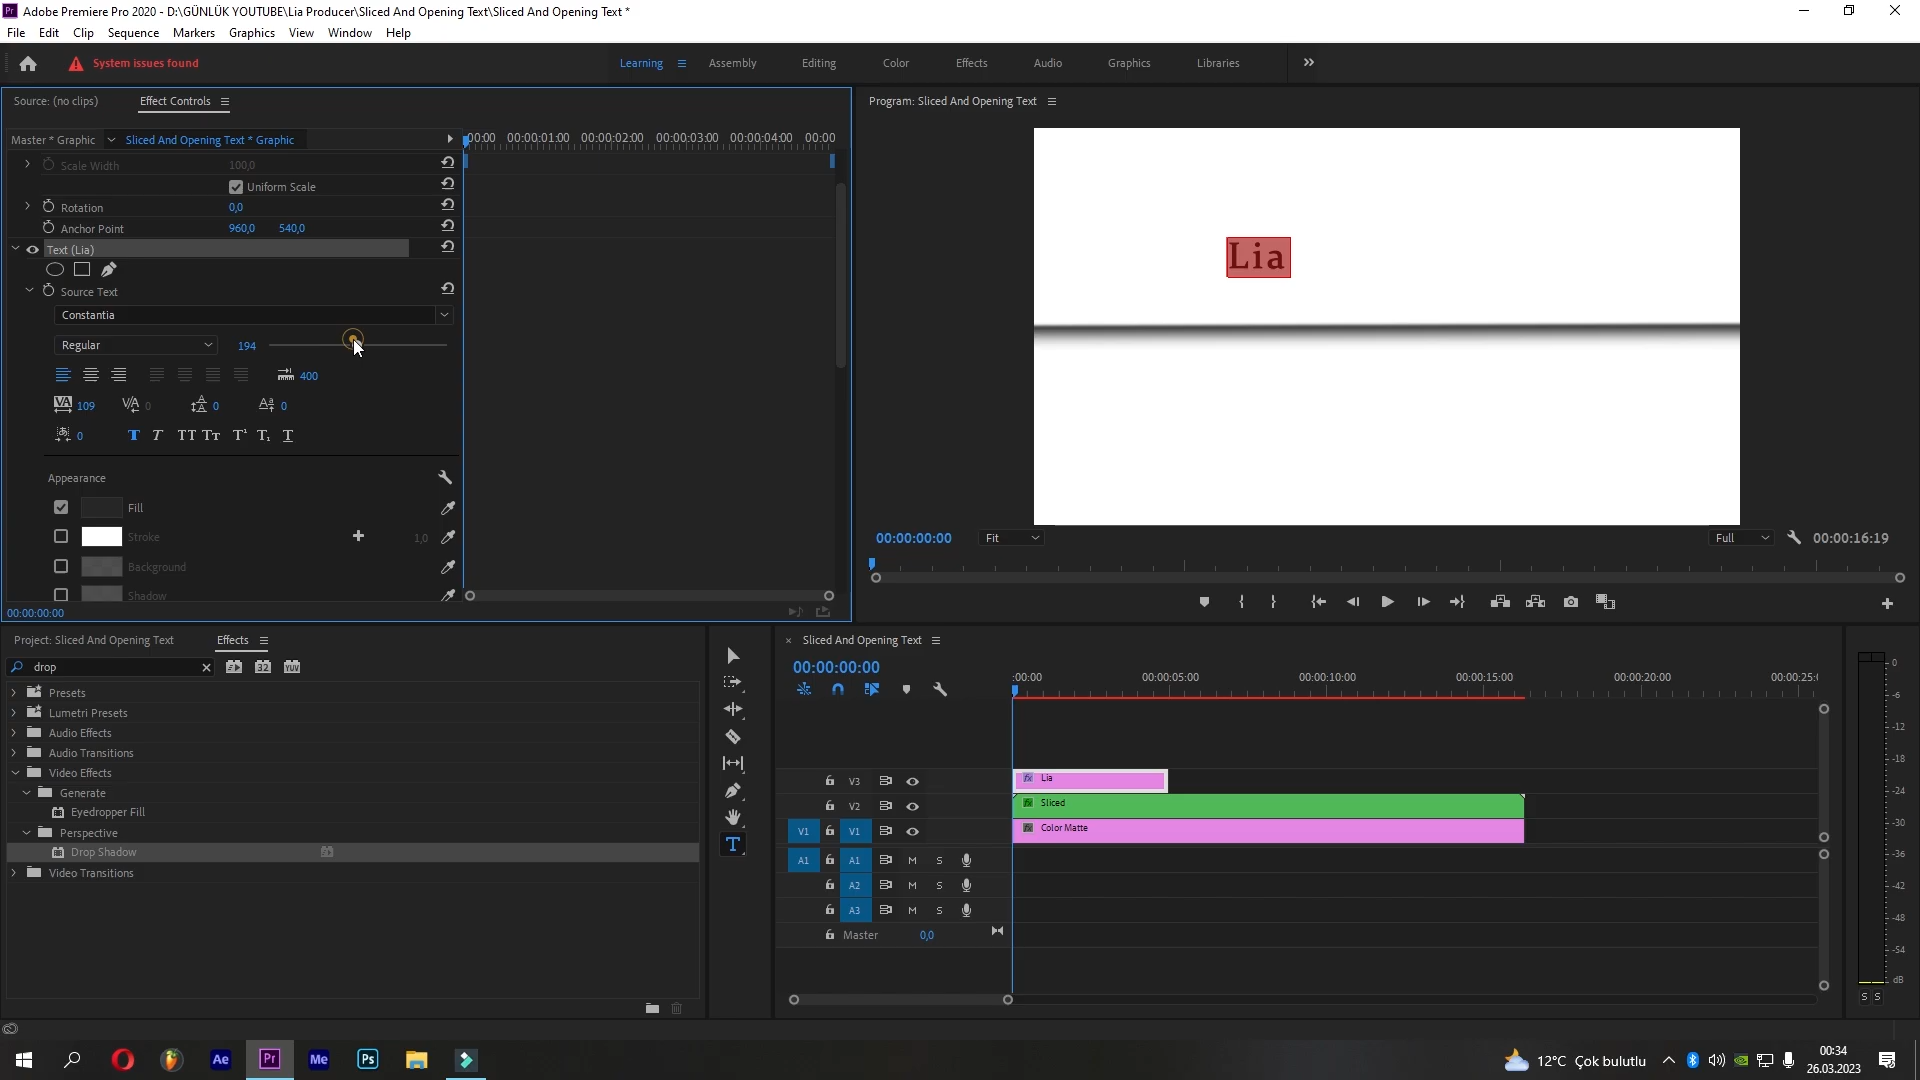 Adobe Premiere Pro 2020 - D:\GÜNLÜK YOUTUBE\Lia Producer\Sliced And Opening Text\Sliced And Opening Text *
File Edit Clip Sequence Markers Graphics View Window Help
System issues found
Learning Assembly Editing Color Effects Audio Graphics Libraries
Source: (no clips) Effect Controls
Program: Sliced And Opening Text
Master * Graphic Sliced And Opening Text * Graphic
00:00 00:00:01:00 00:00:02:00 00:00:03:00 00:00:04:00 00:00
Scale Width 100,0
Uniform Scale
Rotation 0,0
Anchor Point 960,0 540,0
Text (Lia)
Source Text
Constantia
Regular 194
400
109 0 0 0
0
Appearance
Fill
Stroke 1,0
Background
Shadow
00:00:00:00
Lia
00:00:00:00 Fit Full 00:00:16:19
Project: Sliced And Opening Text Effects
drop
Presets
Lumetri Presets
Audio Effects
Audio Transitions
Video Effects
Generate
Eyedropper Fill
Perspective
Drop Shadow
Video Transitions
Sliced And Opening Text
00:00:00:00
:00:00 00:00:05:00 00:00:10:00 00:00:15:00 00:00:20:00 00:00:25:0
V3 Lia
V2 Sliced
V1 V1 Color Matte
A1 A1 M S
A2 M S
A3 M S
Master 0,0
0
-6
-12
-18
-24
-30
-36
-42
-48
-54
dB
S S
Ae Pr Me Ps
12°C Çok bulutlu
00:34
26.03.2023